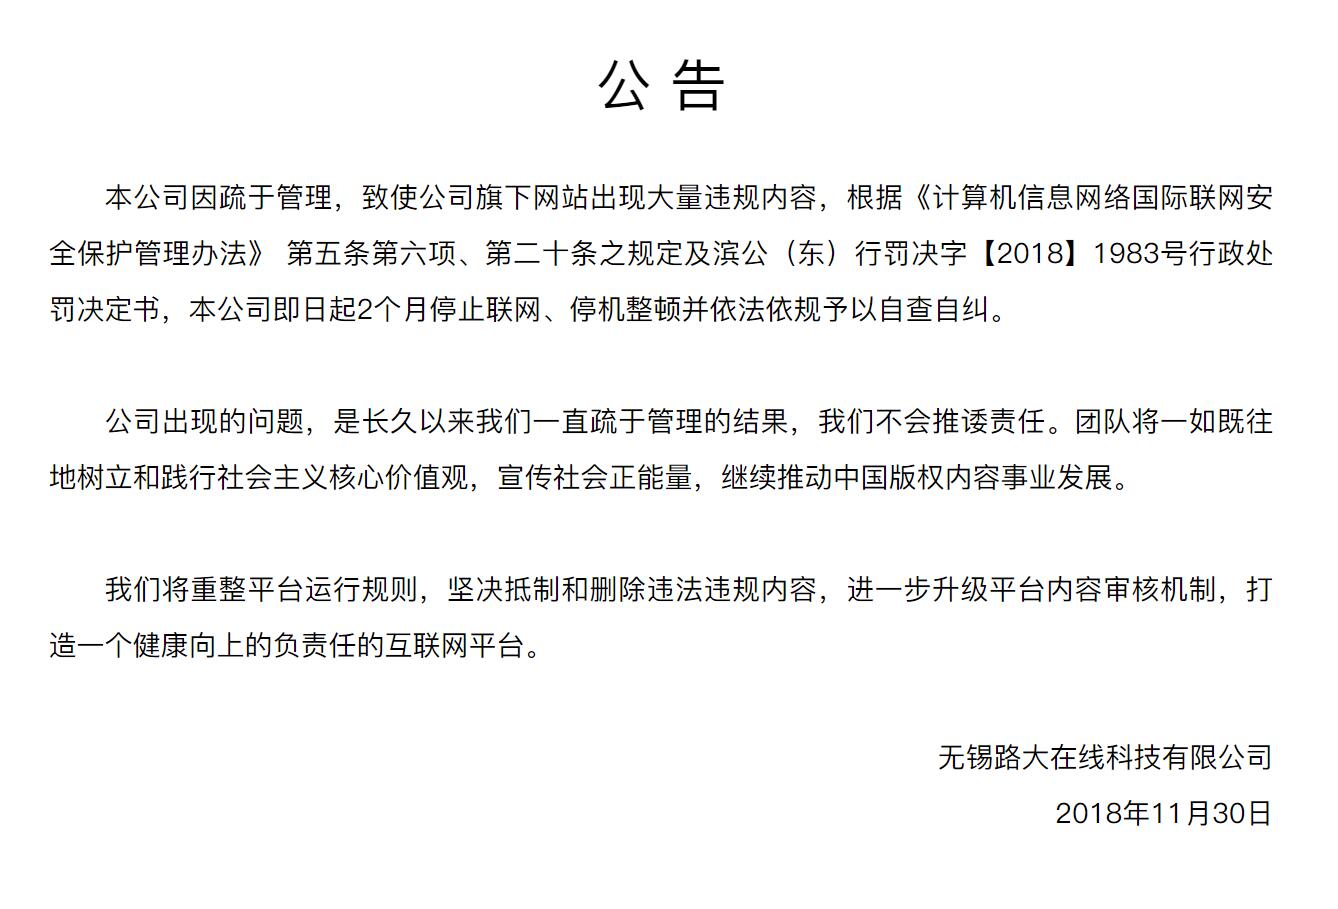 公 告
本公司因疏于管理，致使公司旗下网站出现大量违规内容，根据《计算机信息网络国际联网安
全保护管理办法》 第五条第六项、第二十条之规定及滨公（东）行罚决字【2018】1983号行政处
罚决定书，本公司即日起2个月停止联网、停机整顿并依法依规予以自查自纠。
公司出现的问题，是长久以来我们一直疏于管理的结果，我们不会推诿责任。团队将一如既往
地树立和践行社会主义核心价值观，宣传社会正能量，继续推动中国版权内容事业发展。
我们将重整平台运行规则，坚决抵制和删除违法违规内容，进一步升级平台内容审核机制，打
造一个健康向上的负责任的互联网平台。
无锡路大在线科技有限公司
2018年11月30日